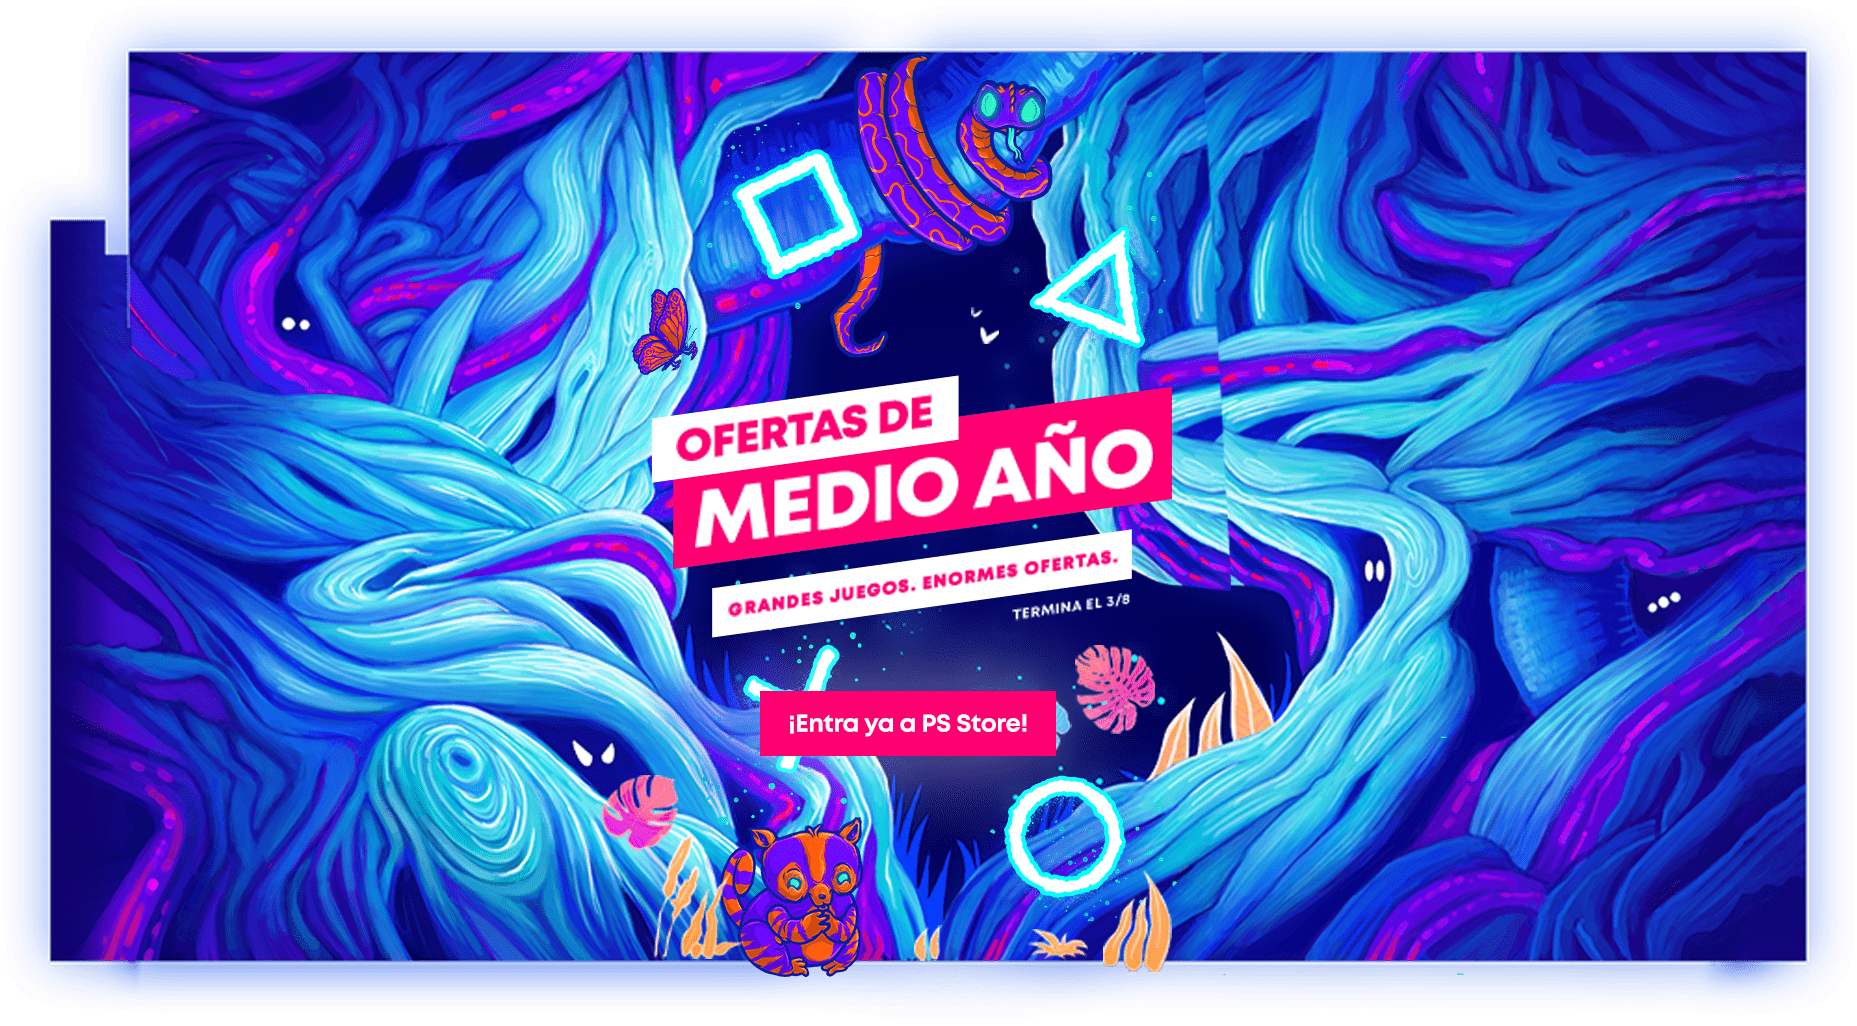 OFERTAS DE
MEDIO AÑO
GRANDES JUEGOS. ENORMES OFERTAS.
TERMINA EL 3/8
¡Entra ya a PS Store!